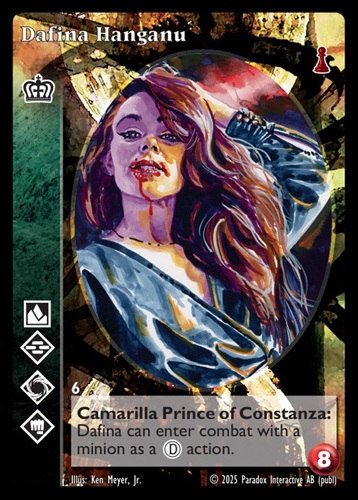 Dafina Hanganu
6
Camarilla Prince of Constanza:
Dafina can enter combat with a
minion as a Ⓓ action.
8
Illus: Ken Meyer, Jr.
© 2025 Paradox Interactive AB (publ)